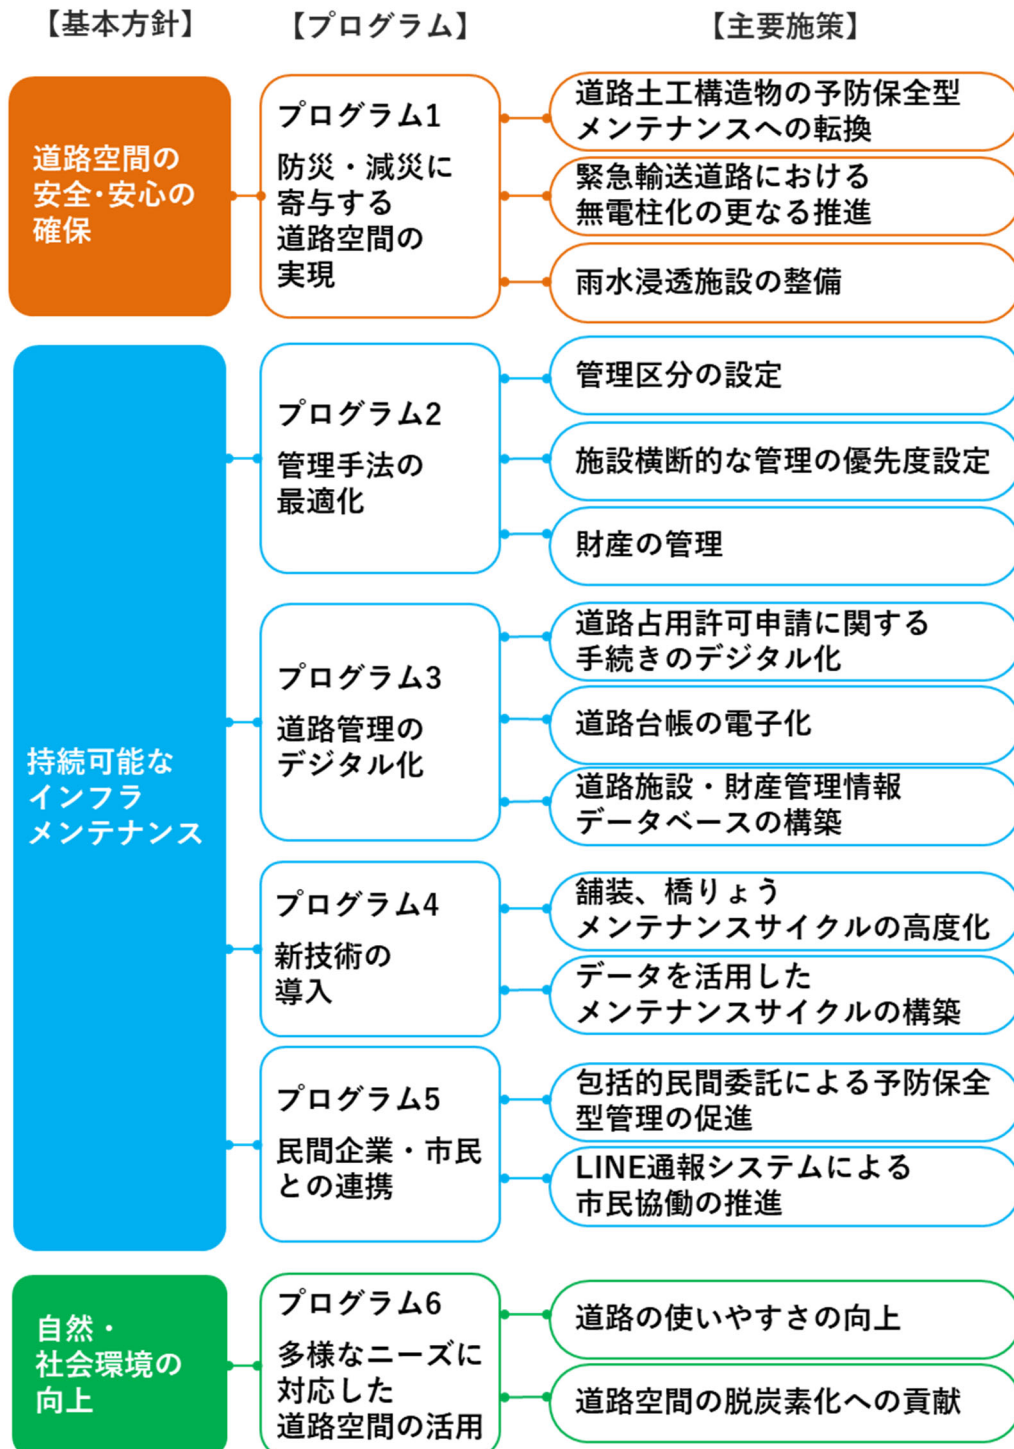 【基本方針】
【プログラム】
【主要施策】
道路空間の
安全・安心の
確保
プログラム1
防災・減災に
寄与する
道路空間の
実現
道路土工構造物の予防保全型
メンテナンスへの転換
緊急輸送道路における
無電柱化の更なる推進
雨水浸透施設の整備
持続可能な
インフラ
メンテナンス
プログラム2
管理手法の
最適化
管理区分の設定
施設横断的な管理の優先度設定
財産の管理
プログラム3
道路管理の
デジタル化
道路占用許可申請に関する
手続きのデジタル化
道路台帳の電子化
道路施設・財産管理情報
データベースの構築
プログラム4
新技術の
導入
舗装、橋りょう
メンテナンスサイクルの高度化
データを活用した
メンテナンスサイクルの構築
プログラム5
民間企業・市民
との連携
包括的民間委託による予防保全
型管理の促進
LINE通報システムによる
市民協働の推進
自然・
社会環境の
向上
プログラム6
多様なニーズに
対応した
道路空間の活用
道路の使いやすさの向上
道路空間の脱炭素化への貢献